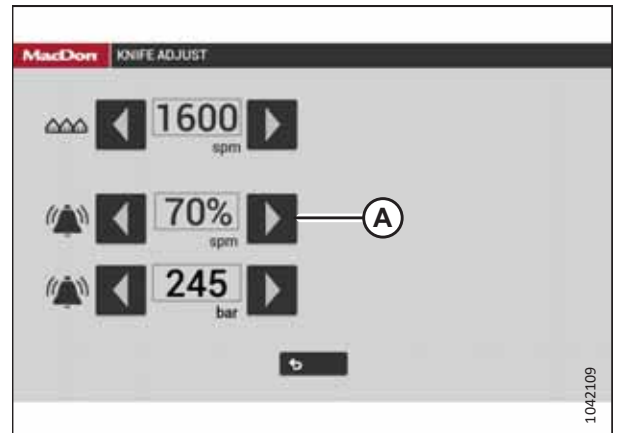 MacDon KNIFE ADJUST
1600
spm
70%
spm
A
245
bar
1042109